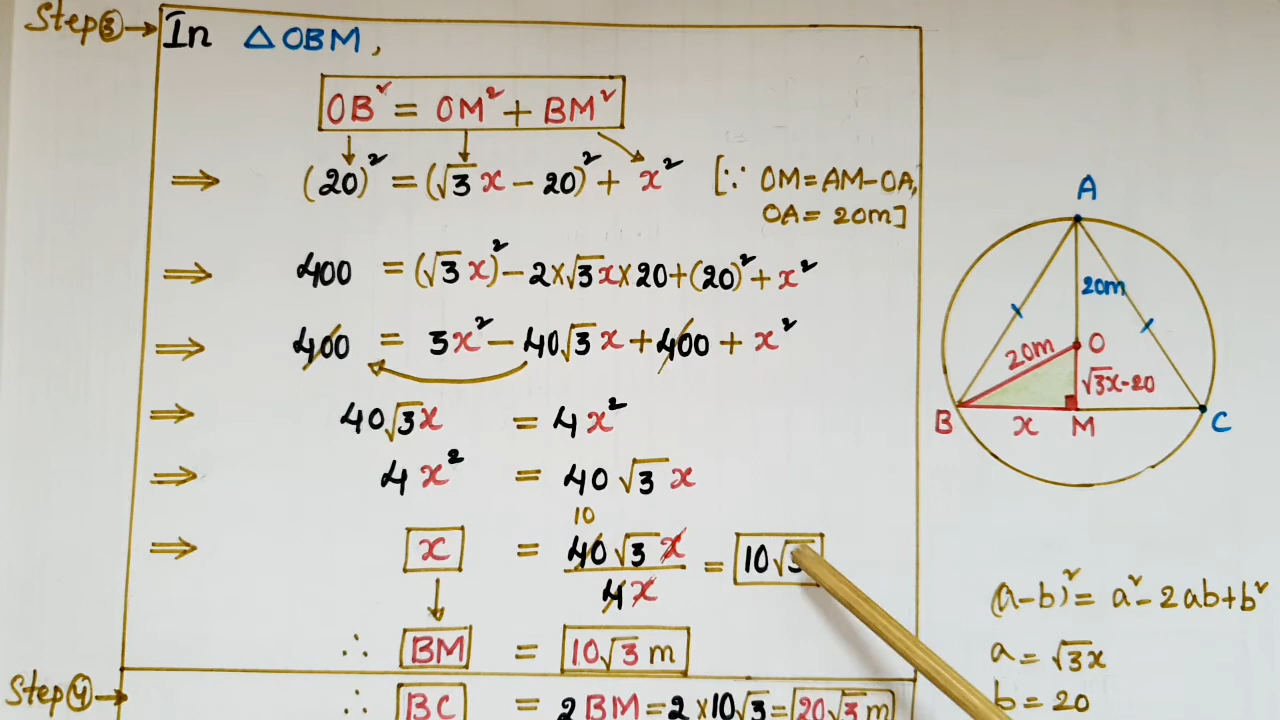 Step③→ In △OBM,
OB² = OM² + BM²
⇒ (20)² = (√3x - 20)² + x² [∵ OM=AM-OA,
OA = 20m]
⇒ 400 = (√3x)² - 2×√3x×20+(20)² + x²
⇒ 400 = 3x² - 40√3x + 400 + x²
⇒ 40√3x = 4x²
⇒ 4x² = 40√3x
10
⇒ x = 40√3x/4x = 10√3
∴ BM = 10√3m
Step④→ ∴ BC = 2BM=2×10√3=20√3m
A
20m
20m O
√3x-20
B x M C
(a-b)² = a²-2ab+b²
a = √3x
b = 20